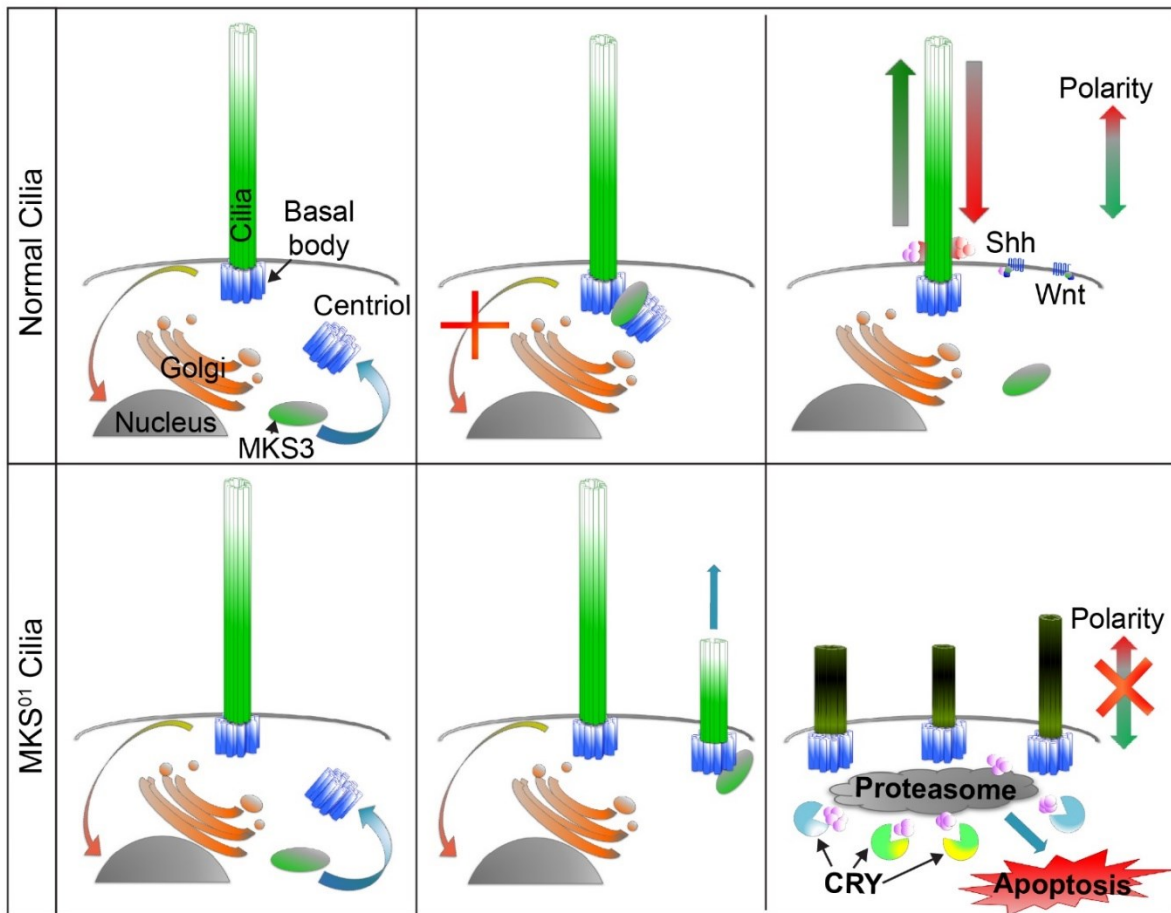 Normal Cilia
Cilia
Basal
body
Centriol
Golgi
Nucleus
MKS3
Polarity
Shh
Wnt
MKS01 Cilia
Polarity
Proteasome
CRY
Apoptosis